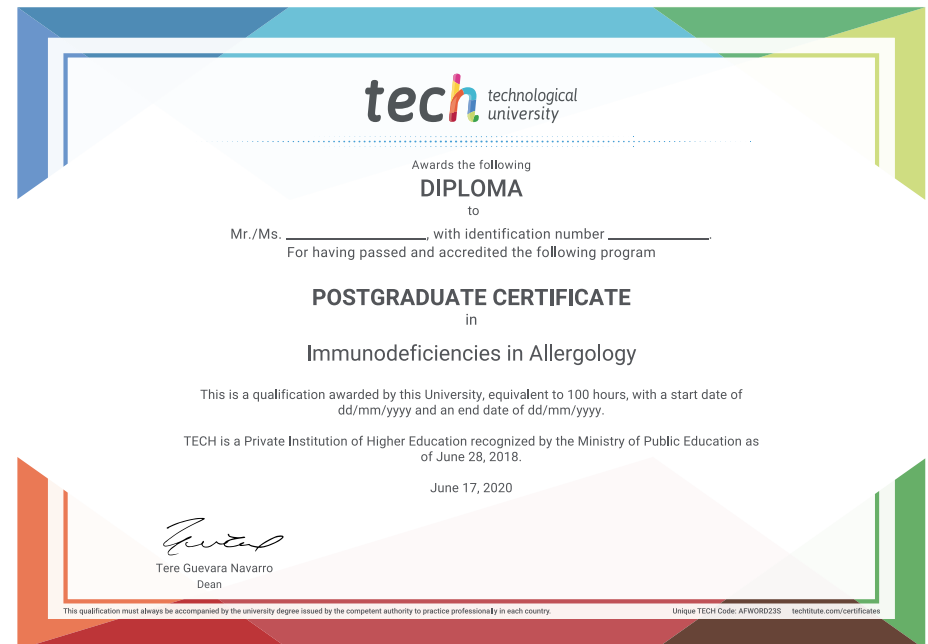 tech technological
university
Awards the following
DIPLOMA
to
Mr./Ms. ____________________, with identification number ______________.
For having passed and accredited the following program
POSTGRADUATE CERTIFICATE
in
Immunodeficiencies in Allergology
This is a qualification awarded by this University, equivalent to 100 hours, with a start date of
dd/mm/yyyy and an end date of dd/mm/yyyy.
TECH is a Private Institution of Higher Education recognized by the Ministry of Public Education as
of June 28, 2018.
June 17, 2020
Tere Guevara Navarro
Dean
This qualification must always be accompanied by the university degree issued by the competent authority to practice professionally in each country.
Unique TECH Code: AFWORD23S techtitute.com/certificates